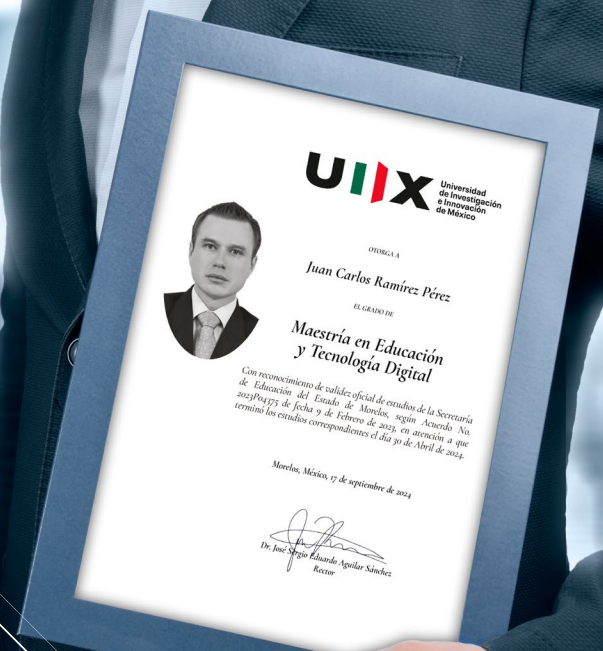 UIIX
Universidad
de Investigación
e Innovación
de México
OTORGA A
Juan Carlos Ramírez Pérez
EL GRADO DE
Maestría en Educación
y Tecnología Digital
Con reconocimiento de validez oficial de estudios de la Secretaría
de Educación del Estado de Morelos, según Acuerdo No.
2023P04375 de fecha 9 de Febrero de 2023, en atención a que
terminó los estudios correspondientes el día 30 de Abril de 2024.
Morelos, México, 17 de septiembre de 2024
Dr. José Sergio Eduardo Aguilar Sánchez
Rector